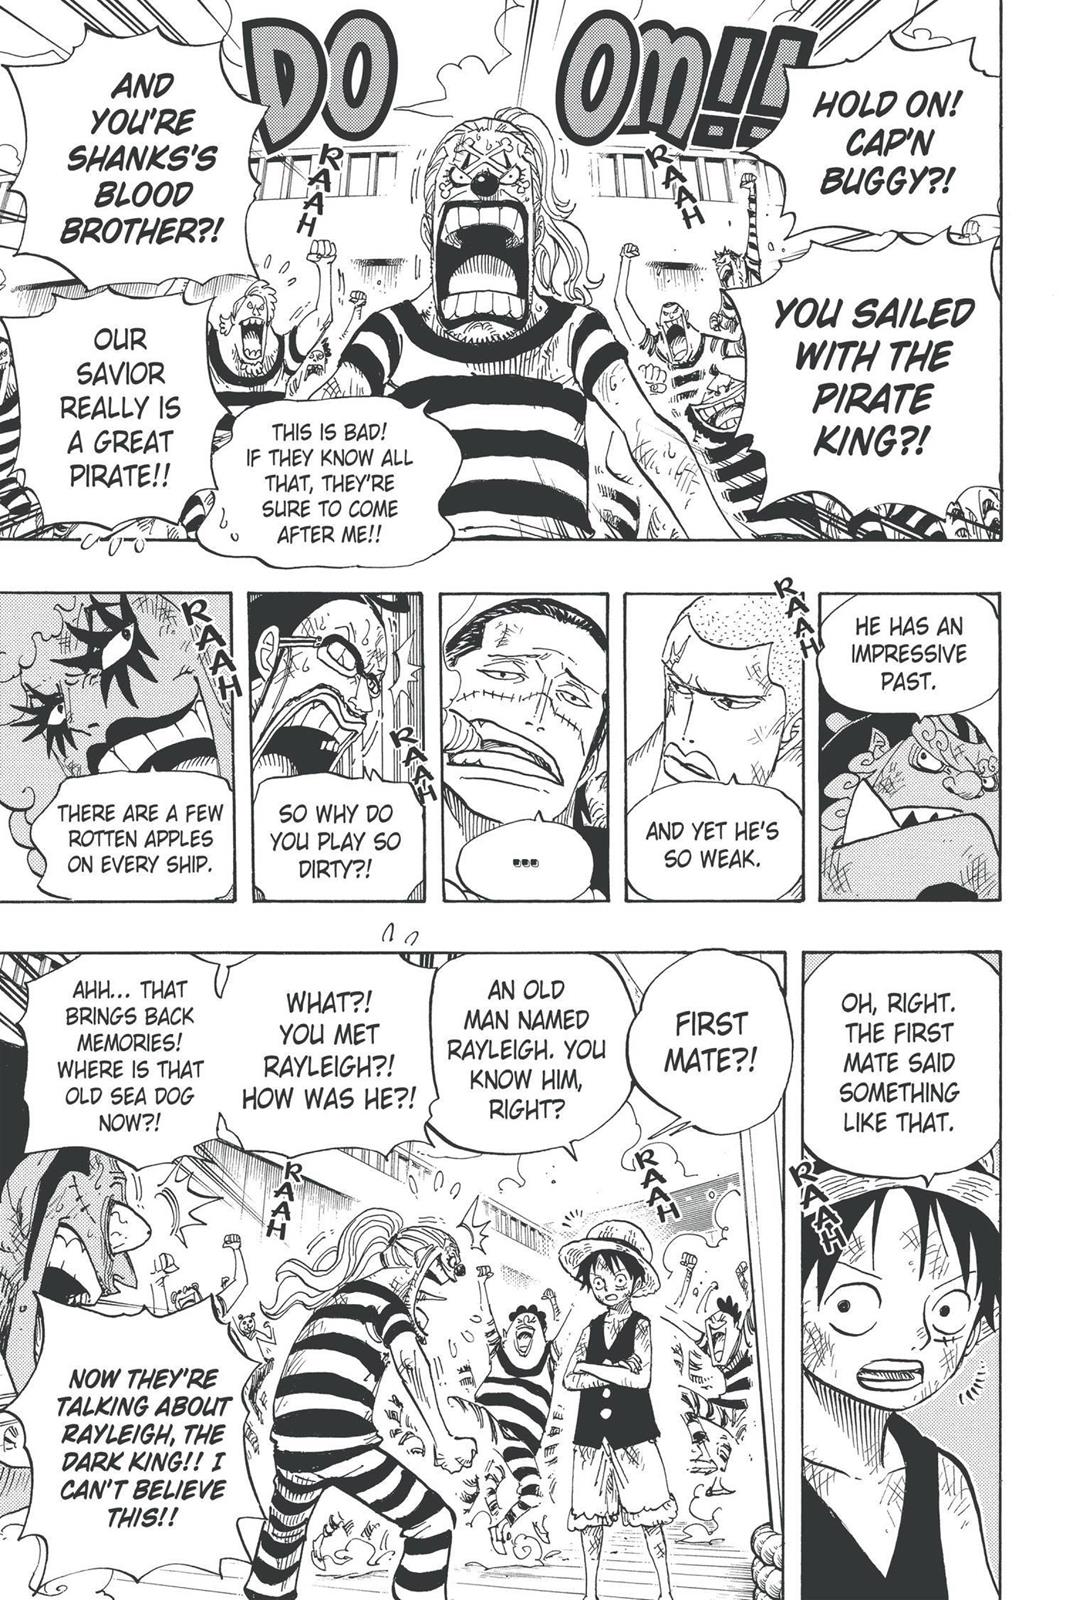 DO
ON!!
HOLD ON!
CAP'N
BUGGY?!
YOU SAILED
WITH THE
PIRATE
KING?!
RAAH
RAAH
AND
YOU'RE
SHANKS'S
BLOOD
BROTHER?!
OUR
SAVIOR
REALLY IS
A GREAT
PIRATE!!
THIS IS BAD!
IF THEY KNOW ALL
THAT, THEY'RE
SURE TO COME
AFTER ME!!
HE HAS AN
IMPRESSIVE
PAST.
RAAH
AND YET HE'S
SO WEAK.
...
RAAH
SO WHY DO
YOU PLAY SO
DIRTY?!
RAAH
THERE ARE A FEW
ROTTEN APPLES
ON EVERY SHIP.
OH, RIGHT.
THE FIRST
MATE SAID
SOMETHING
LIKE THAT.
RAAH
FIRST
MATE?!
AN OLD
MAN NAMED
RAYLEIGH. YOU
KNOW HIM,
RIGHT?
WHAT?!
YOU MET
RAYLEIGH?!
HOW WAS HE?!
AHH... THAT
BRINGS BACK
MEMORIES!
WHERE IS THAT
OLD SEA DOG
NOW?!
RAAH
RAAH
NOW THEY'RE
TALKING ABOUT
RAYLEIGH, THE
DARK KING!! I
CAN'T BELIEVE
THIS!!